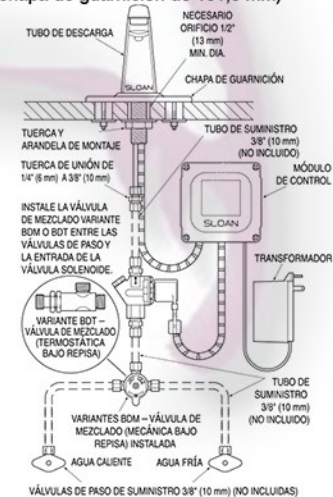 chapa de guarnición de 101,6 mm)
NECESARIO
ORIFICIO 1/2"
(13 mm)
MIN. DIA.
TUBO DE DESCARGA
SLOAN
CHAPA DE GUARNICIÓN
TUERCA Y
ARANDELA DE MONTAJE
TUBO DE SUMINISTRO
3/8" (10 mm)
(NO INCLUIDO)
TUERCA DE UNIÓN DE
1/4" (6 mm) A 3/8" (10 mm)
MÓDULO
DE CONTROL
SLOAN
INSTALE LA VÁLVULA
DE MEZCLADO VARIANTE
BDM O BDT ENTRE LAS
VÁLVULAS DE PASO Y
LA ENTRADA DE LA
VÁLVULA SOLENOIDE.
TRANSFORMADOR
VARIANTE BDT –
VÁLVULA DE MEZCLADO
(TERMOSTÁTICA
BAJO REPISA)
TUBO DE
SUMINISTRO
3/8" (10 mm)
(NO INCLUIDO)
VARIANTES BDM – VÁLVULA DE
MEZCLADO (MECÁNICA BAJO
REPISA) INSTALADA
AGUA CALIENTE
AGUA FRÍA
VÁLVULAS DE PASO DE SUMINISTRO 3/8" (10 mm) (NO INCLUIDAS)